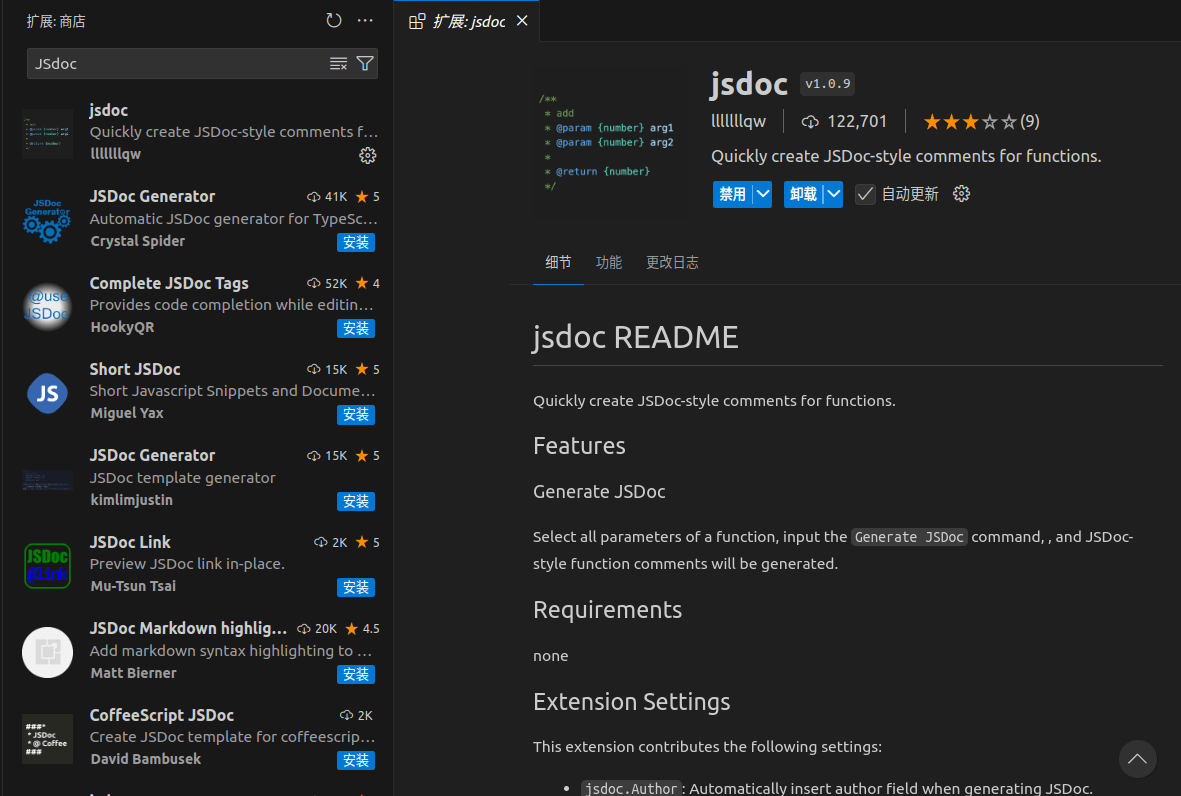 扩展: 商店
JSdoc
jsdoc
Quickly create JSDoc-style comments f…
lllllllqw
JSDoc Generator 41K 5
Automatic JSDoc generator for TypeSc…
Crystal Spider 安装
Complete JSDoc Tags 52K 4
Provides code completion while editin…
HookyQR 安装
Short JSDoc 15K 5
Short Javascript Snippets and Docume…
Miguel Yax 安装
JSDoc Generator 15K 5
JSDoc template generator
kimlimjustin 安装
JSDoc Link 2K 5
Preview JSDoc link in-place.
Mu-Tsun Tsai 安装
JSDoc Markdown highlig… 20K 4.5
Add markdown syntax highlighting to …
Matt Bierner 安装
CoffeeScript JSDoc 2K
Create JSDoc template for coffeescrip…
David Bambusek 安装
JSDoc
Generator
@use
JSDoc
JS
JSDoc
@link
###*
* JSDoc
* @ Coffee
###
扩展: jsdoc
/**
* add
* @param {number} arg1
* @param {number} arg2
*
* @return {number}
*/
jsdoc v1.0.9
lllllllqw 122,701 (9)
Quickly create JSDoc-style comments for functions.
禁用 卸载 自动更新
细节 功能 更改日志
jsdoc README
Quickly create JSDoc-style comments for functions.
Features
Generate JSDoc
Select all parameters of a function, input the Generate JSDoc command, , and JSDoc-
style function comments will be generated.
Requirements
none
Extension Settings
This extension contributes the following settings:
• jsdoc.Author: Automatically insert author field when generating JSDoc.